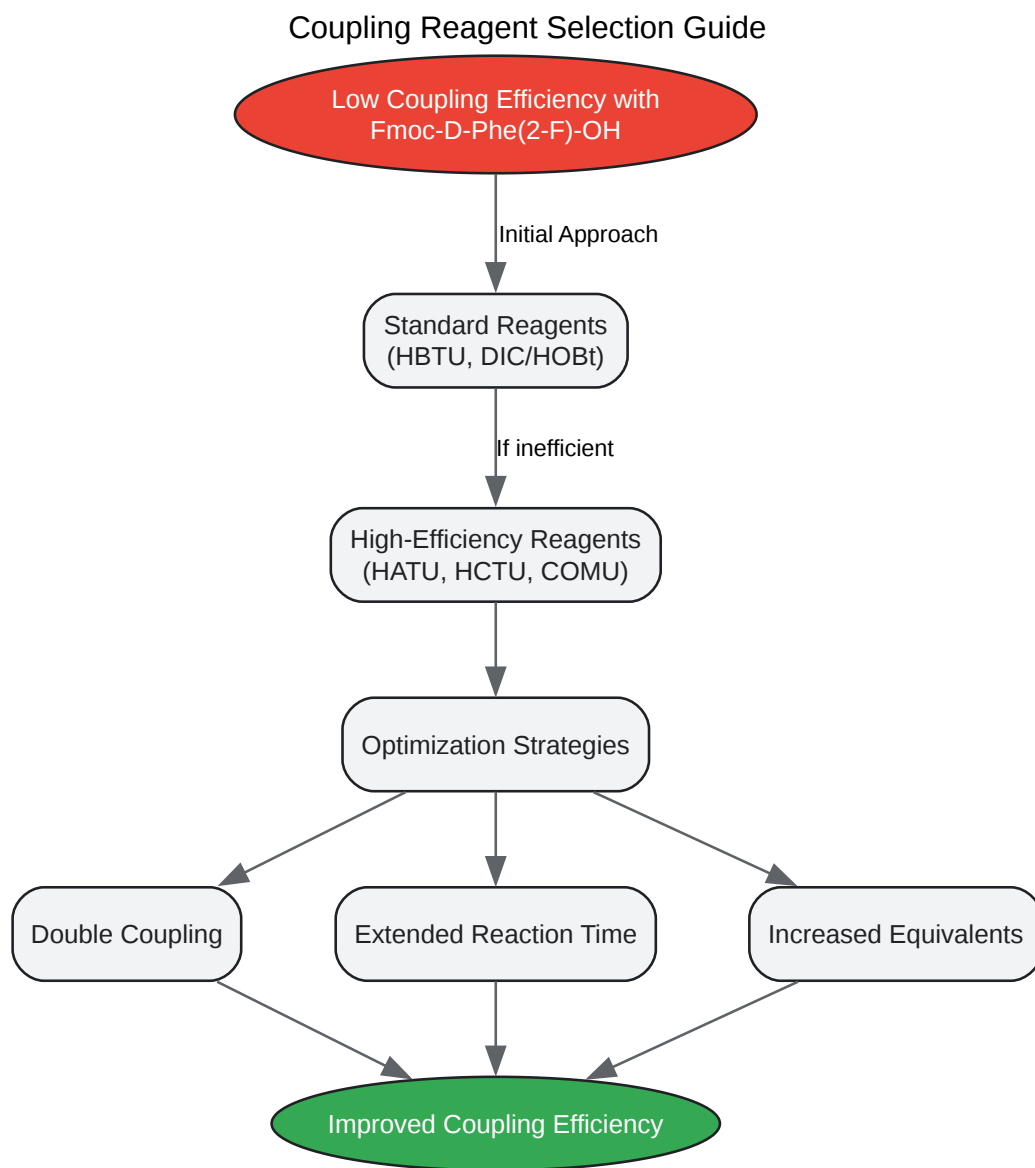 Coupling Reagent Selection Guide
Low Coupling Efficiency with
Fmoc-D-Phe(2-F)-OH
Initial Approach
Standard Reagents
(HBTU, DIC/HOBt)
If inefficient
High-Efficiency Reagents
(HATU, HCTU, COMU)
Optimization Strategies
Double Coupling
Extended Reaction Time
Increased Equivalents
Improved Coupling Efficiency